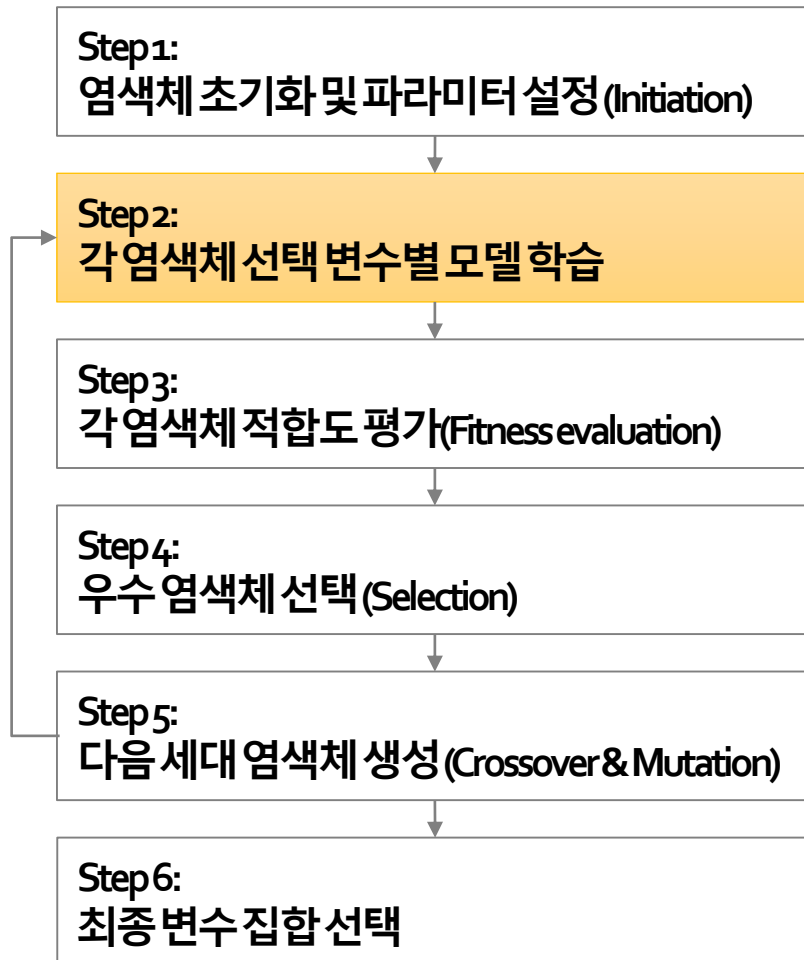 Step 1:
염색체 초기화 및 파라미터 설정 (Initiation)
Step 2:
각 염색체 선택 변수별 모델 학습
Step 3:
각 염색체 적합도 평가(Fitness evaluation)
Step 4:
우수 염색체 선택 (Selection)
Step 5:
다음 세대 염색체 생성 (Crossover & Mutation)
Step 6:
최종 변수 집합 선택